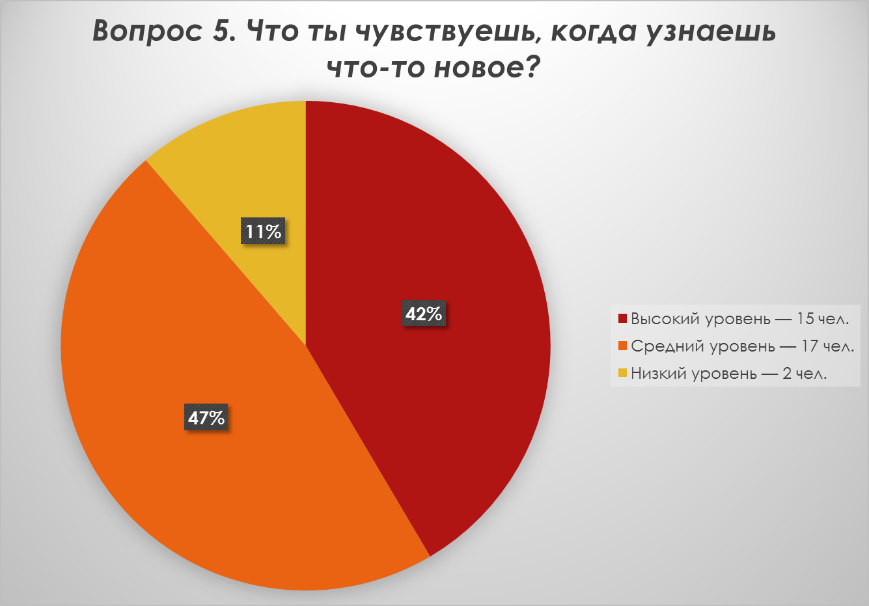 Вопрос 5. Что ты чувствуешь, когда узнаешь
что-то новое?
11%
42%
47%
Высокий уровень — 15 чел.
Средний уровень — 17 чел.
Низкий уровень — 2 чел.